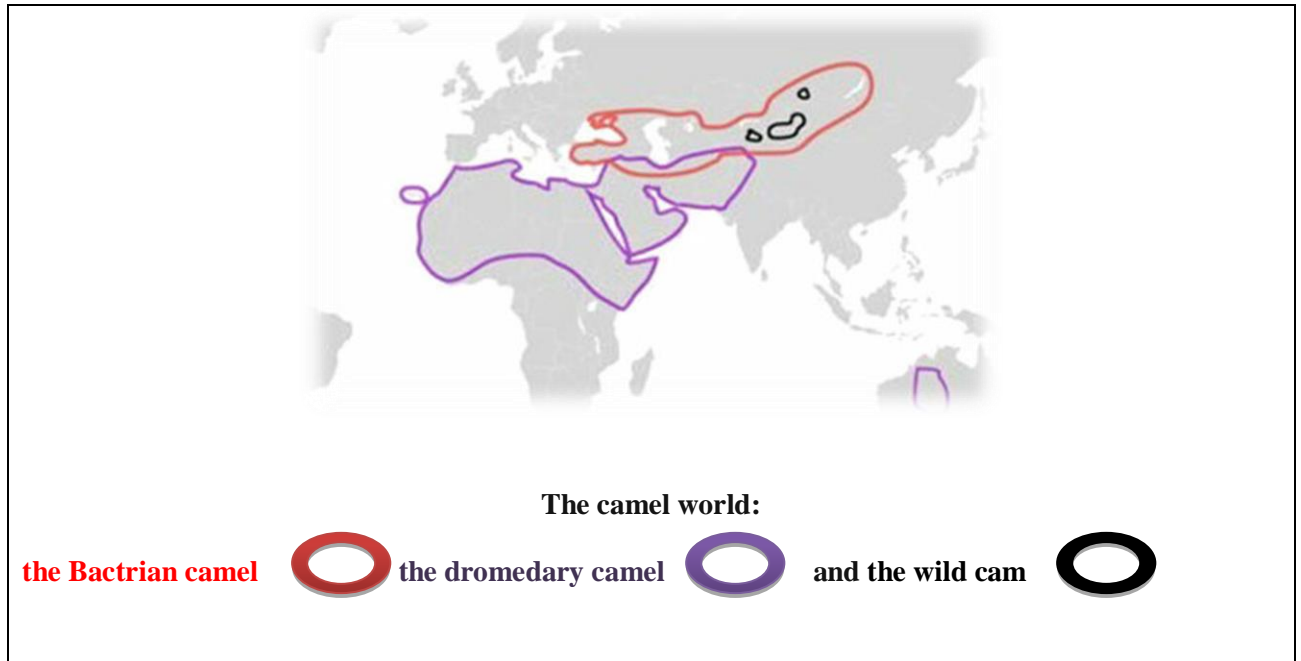 The camel world:
the Bactrian camel the dromedary camel and the wild cam